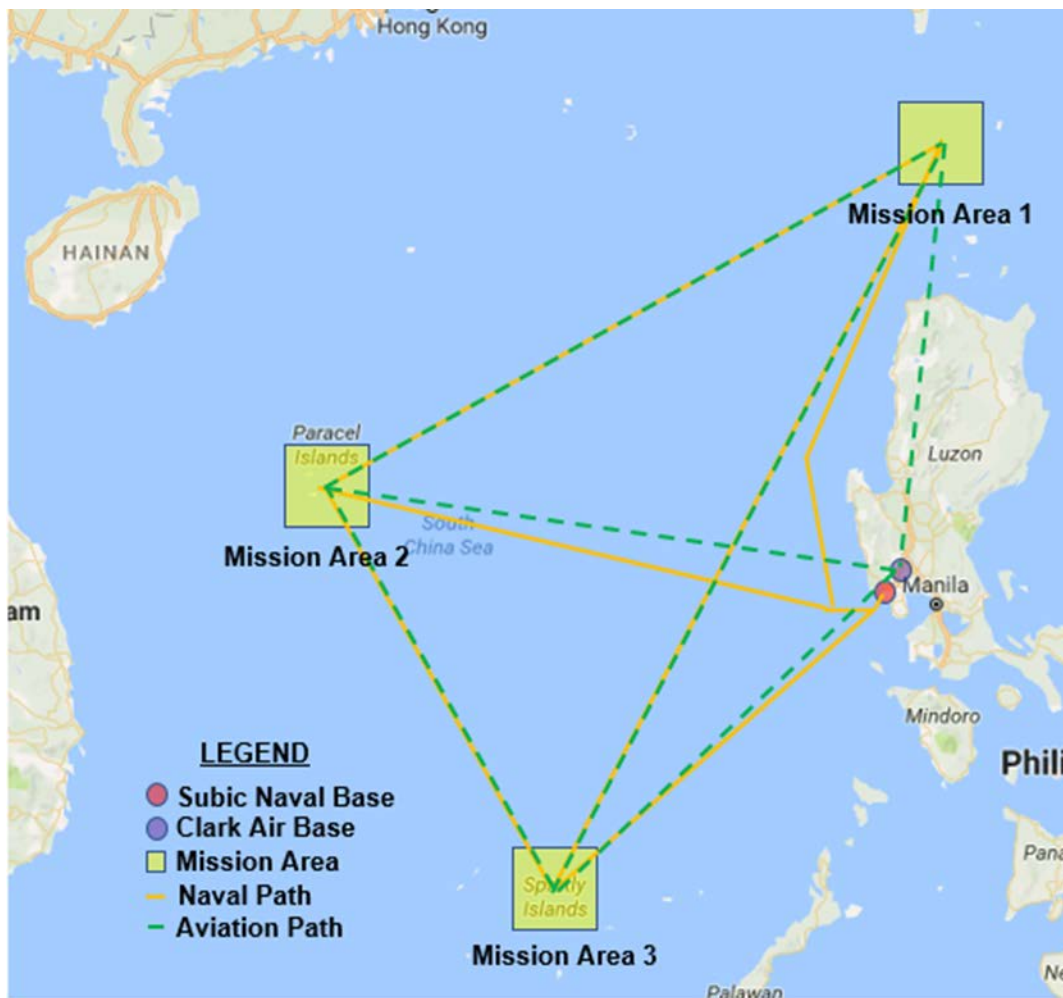 Hong Kong
HAINAN
Mission Area 1
Luzon
Paracel
Islands
South
China Sea
Mission Area 2
Manila
am
Mindoro
Phili
LEGEND
Subic Naval Base
Clark Air Base
Mission Area
Naval Path
Aviation Path
Spratly
Islands
Mission Area 3
Pana
Ne
Palawan